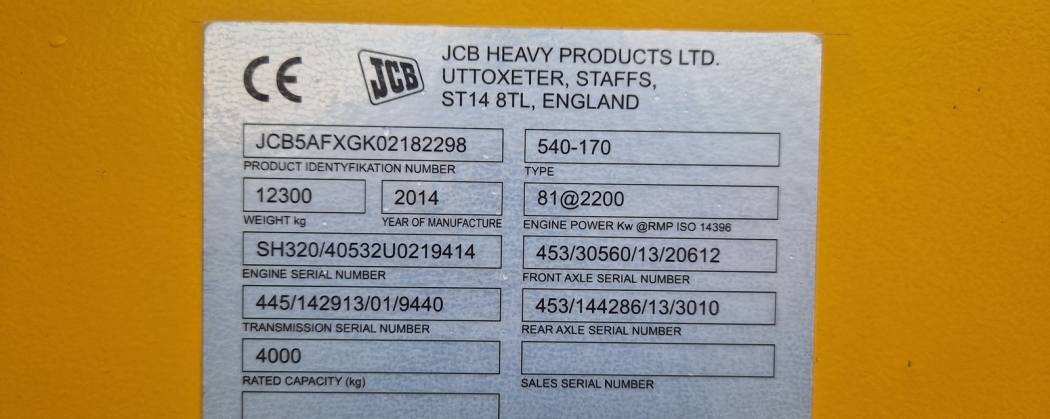 CE JCB JCB HEAVY PRODUCTS LTD.
UTTOXETER, STAFFS,
ST14 8TL, ENGLAND
JCB5AFXGK02182298 540-170
PRODUCT IDENTYFIKATION NUMBER TYPE
12300 2014 81@2200
WEIGHT kg YEAR OF MANUFACTURE ENGINE POWER Kw @RMP ISO 14396
SH320/40532U0219414 453/30560/13/20612
ENGINE SERIAL NUMBER FRONT AXLE SERIAL NUMBER
445/142913/01/9440 453/144286/13/3010
TRANSMISSION SERIAL NUMBER REAR AXLE SERIAL NUMBER
4000
RATED CAPACITY (kg) SALES SERIAL NUMBER